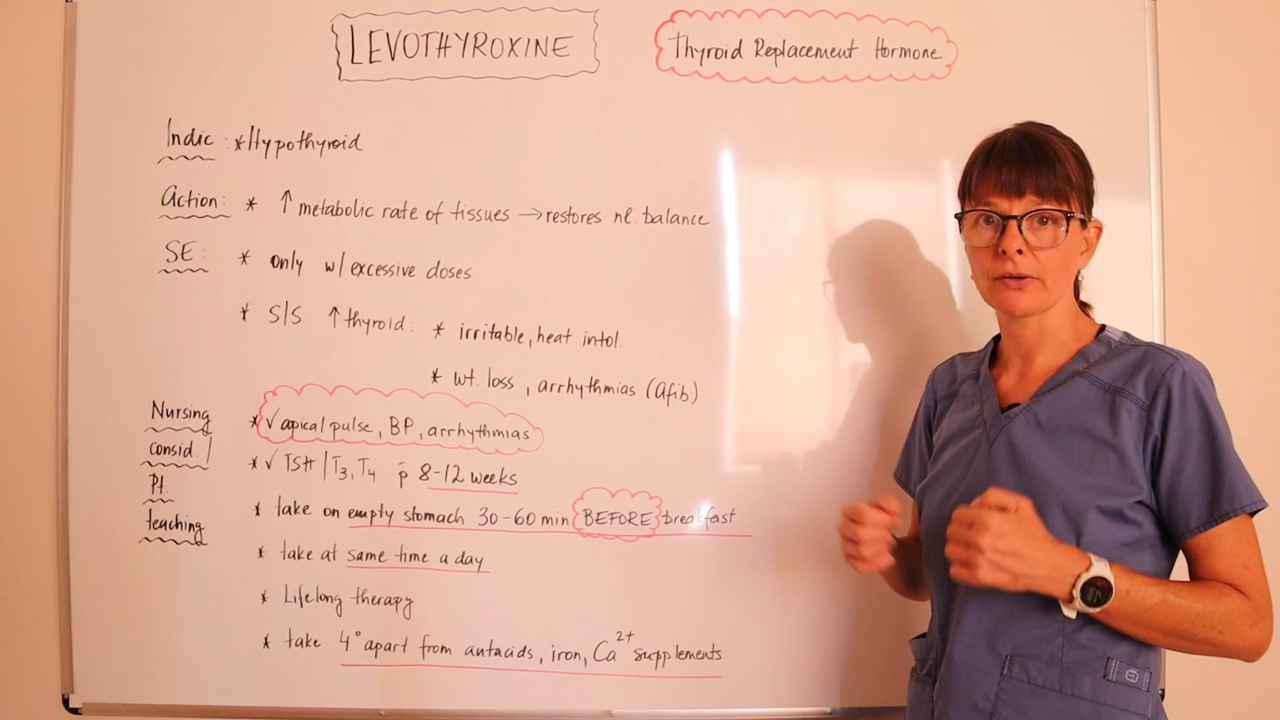 LEVOTHYROXINE
Thyroid Replacement Hormone
Indic : *Hypothyroid
Action: * ↑ metabolic rate of tissues → restores nl. balance
SE: * only w/ excessive doses
* S/S ↑ thyroid: * irritable, heat intol.
* wt. loss, arrhythmias (afib)
Nursing consid./ Pt. teaching
* √ apical pulse, BP, arrhythmias
* √ TSH / T3, T4 p̄ 8-12 weeks
* take on empty stomach 30-60 min BEFORE breakfast
* take at same time a day
* Lifelong therapy
* take 4° apart from antacids, iron, Ca²⁺ supplements